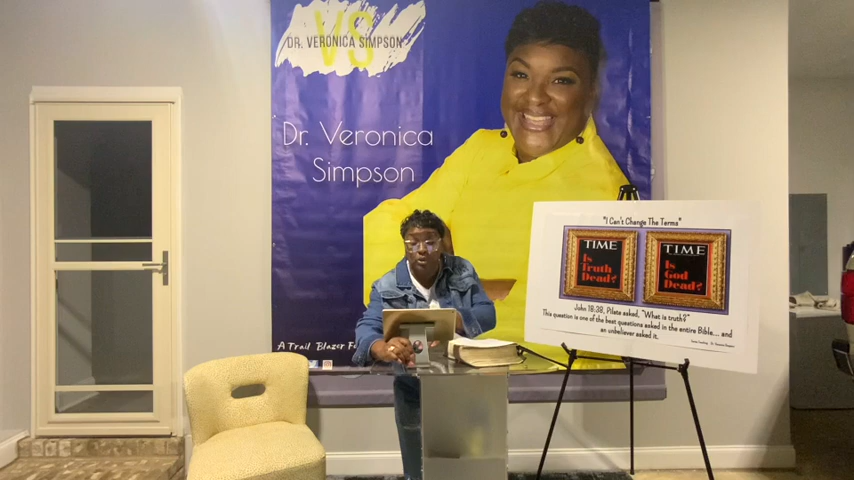 VS
DR. VERONICA SIMPSON
Dr. Veronica
Simpson
A Trail Blazer
"I Can't Change The Terms"
TIME
Is
Truth
Dead?
TIME
Is
God
Dead?
John 18:38, Pilate asked, "What is truth?"
This question is one of the best questions asked in the entire Bible... and
an unbeliever asked it.